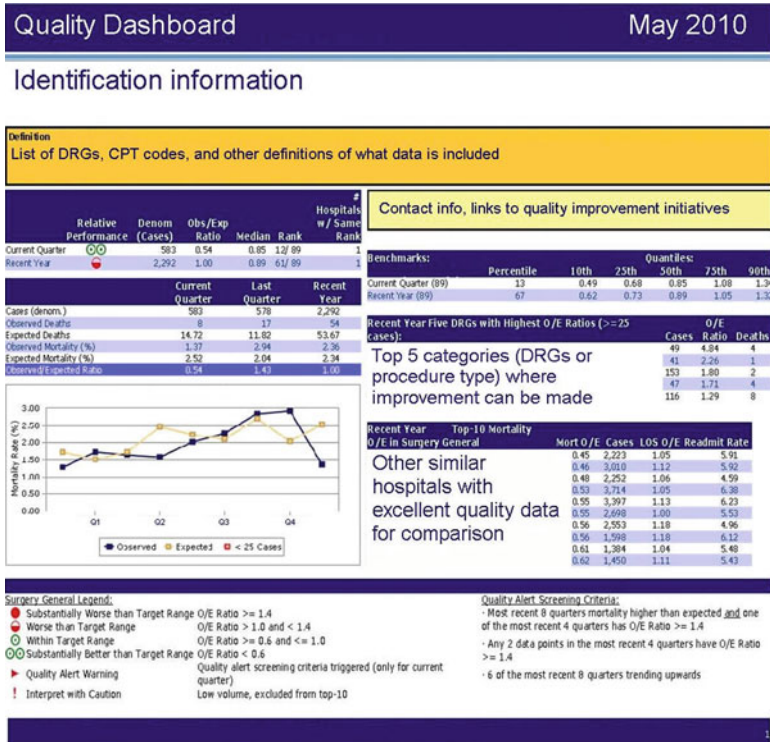 Quality Dashboard May 2010
Identification information
Definition
List of DRGs, CPT codes, and other definitions of what data is included
#
Hospitals
Relative Denom Obs/Exp w/ Same
Performance (Cases) Ratio Median Rank Rank
Current Quarter 583 0.54 0.85 12/ 89 1
Recent Year 2,292 1.00 0.89 61/ 89 1
Current Last Recent
Quarter Quarter Year
Cases (denom.) 583 578 2,292
Observed Deaths 8 17 54
Expected Deaths 14.72 11.82 53.67
Observed Mortality (%) 1.37 2.94 2.36
Expected Mortality (%) 2.52 2.04 2.34
Observed/Expected Ratio 0.54 1.43 1.00
Mortality Rate (%)
3.00
2.50
2.00
1.50
1.00
0.50
0.00
Q1 Q2 Q3 Q4
Observed Expected < 25 Cases
Contact info, links to quality improvement initiatives
Benchmarks: Quantiles:
Percentile 10th 25th 50th 75th 90th
Current Quarter (89) 13 0.49 0.68 0.85 1.08
Recent Year (89) 67 0.62 0.73 0.89 1.05
Recent Year Five DRGs with Highest O/E Ratios (>=25 O/E
cases): Cases Ratio Deaths
Top 5 categories (DRGs or
procedure type) where
improvement can be made
49 4.84 4
41 2.26 1
153 1.80 2
47 1.71 4
116 1.29 8
Recent Year Top-10 Mortality
O/E in Surgery General Mort O/E Cases LOS O/E Readmit Rate
Other similar
hospitals with
excellent quality data
for comparison
0.45 2,223 1.05 5.91
0.46 3,010 1.12 5.92
0.48 2,252 1.06 4.59
0.53 3,714 1.05 6.38
0.55 3,397 1.13 6.23
0.55 2,698 1.00 5.53
0.56 2,553 1.18 4.96
0.56 1,598 1.18 6.12
0.61 1,384 1.04 5.48
0.62 1,450 1.11 5.43
Surgery General Legend:
Substantially Worse than Target Range O/E Ratio >= 1.4
Worse than Target Range O/E Ratio > 1.0 and < 1.4
Within Target Range O/E Ratio >= 0.6 and <= 1.0
Substantially Better than Target Range O/E Ratio < 0.6
Quality Alert Warning Quality alert screening criteria triggered (only for current
quarter)
! Interpret with Caution Low volume, excluded from top-10
Quality Alert Screening Criteria:
· Most recent 8 quarters mortality higher than expected and one
of the most recent 4 quarters has O/E Ratio >= 1.4
· Any 2 data points in the most recent 4 quarters have O/E Ratio
>= 1.4
· 6 of the most recent 8 quarters trending upwards
1